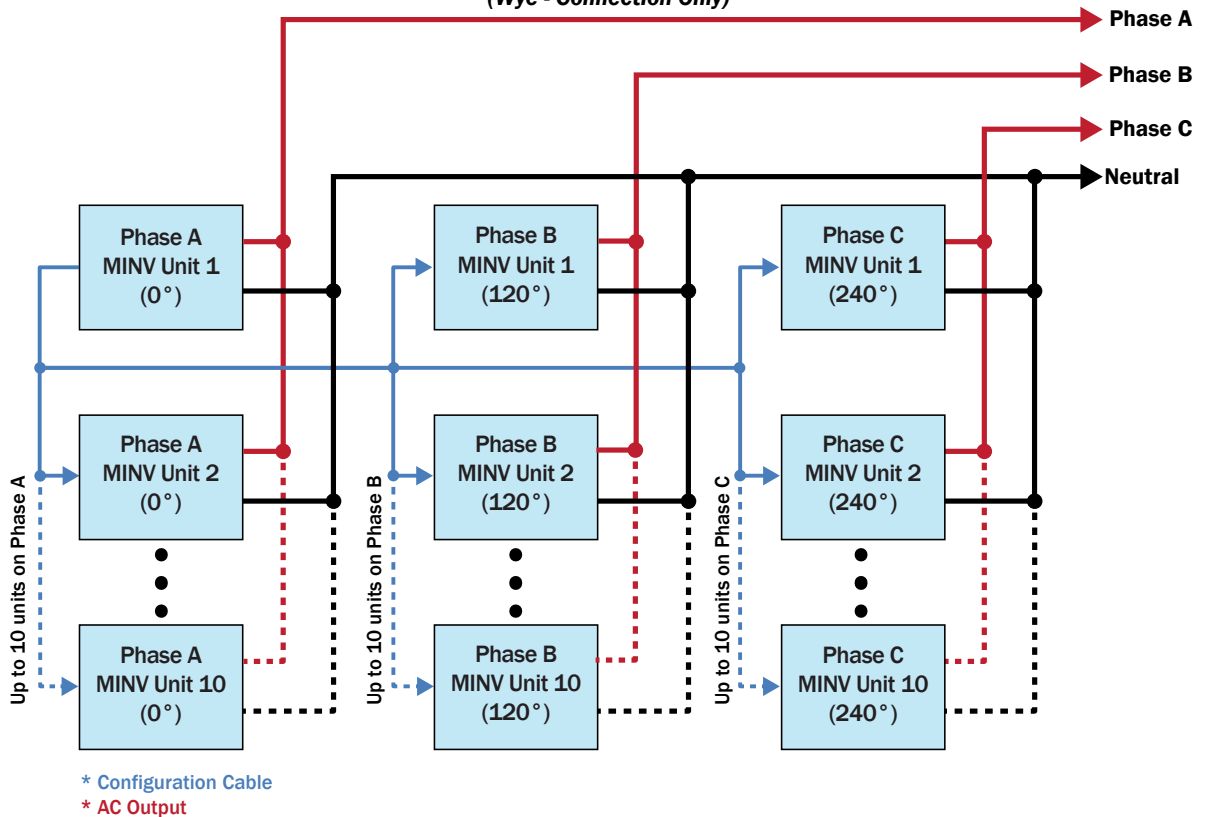 (Wye - Connection Only)
Phase A
Phase B
Phase C
Neutral
Phase A
MINV Unit 1
(0°)
Phase B
MINV Unit 1
(120°)
Phase C
MINV Unit 1
(240°)
Phase A
MINV Unit 2
(0°)
Phase B
MINV Unit 2
(120°)
Phase C
MINV Unit 2
(240°)
Up to 10 units on Phase A
Up to 10 units on Phase B
Up to 10 units on Phase C
Phase A
MINV Unit 10
(0°)
Phase B
MINV Unit 10
(120°)
Phase C
MINV Unit 10
(240°)
* Configuration Cable
* AC Output